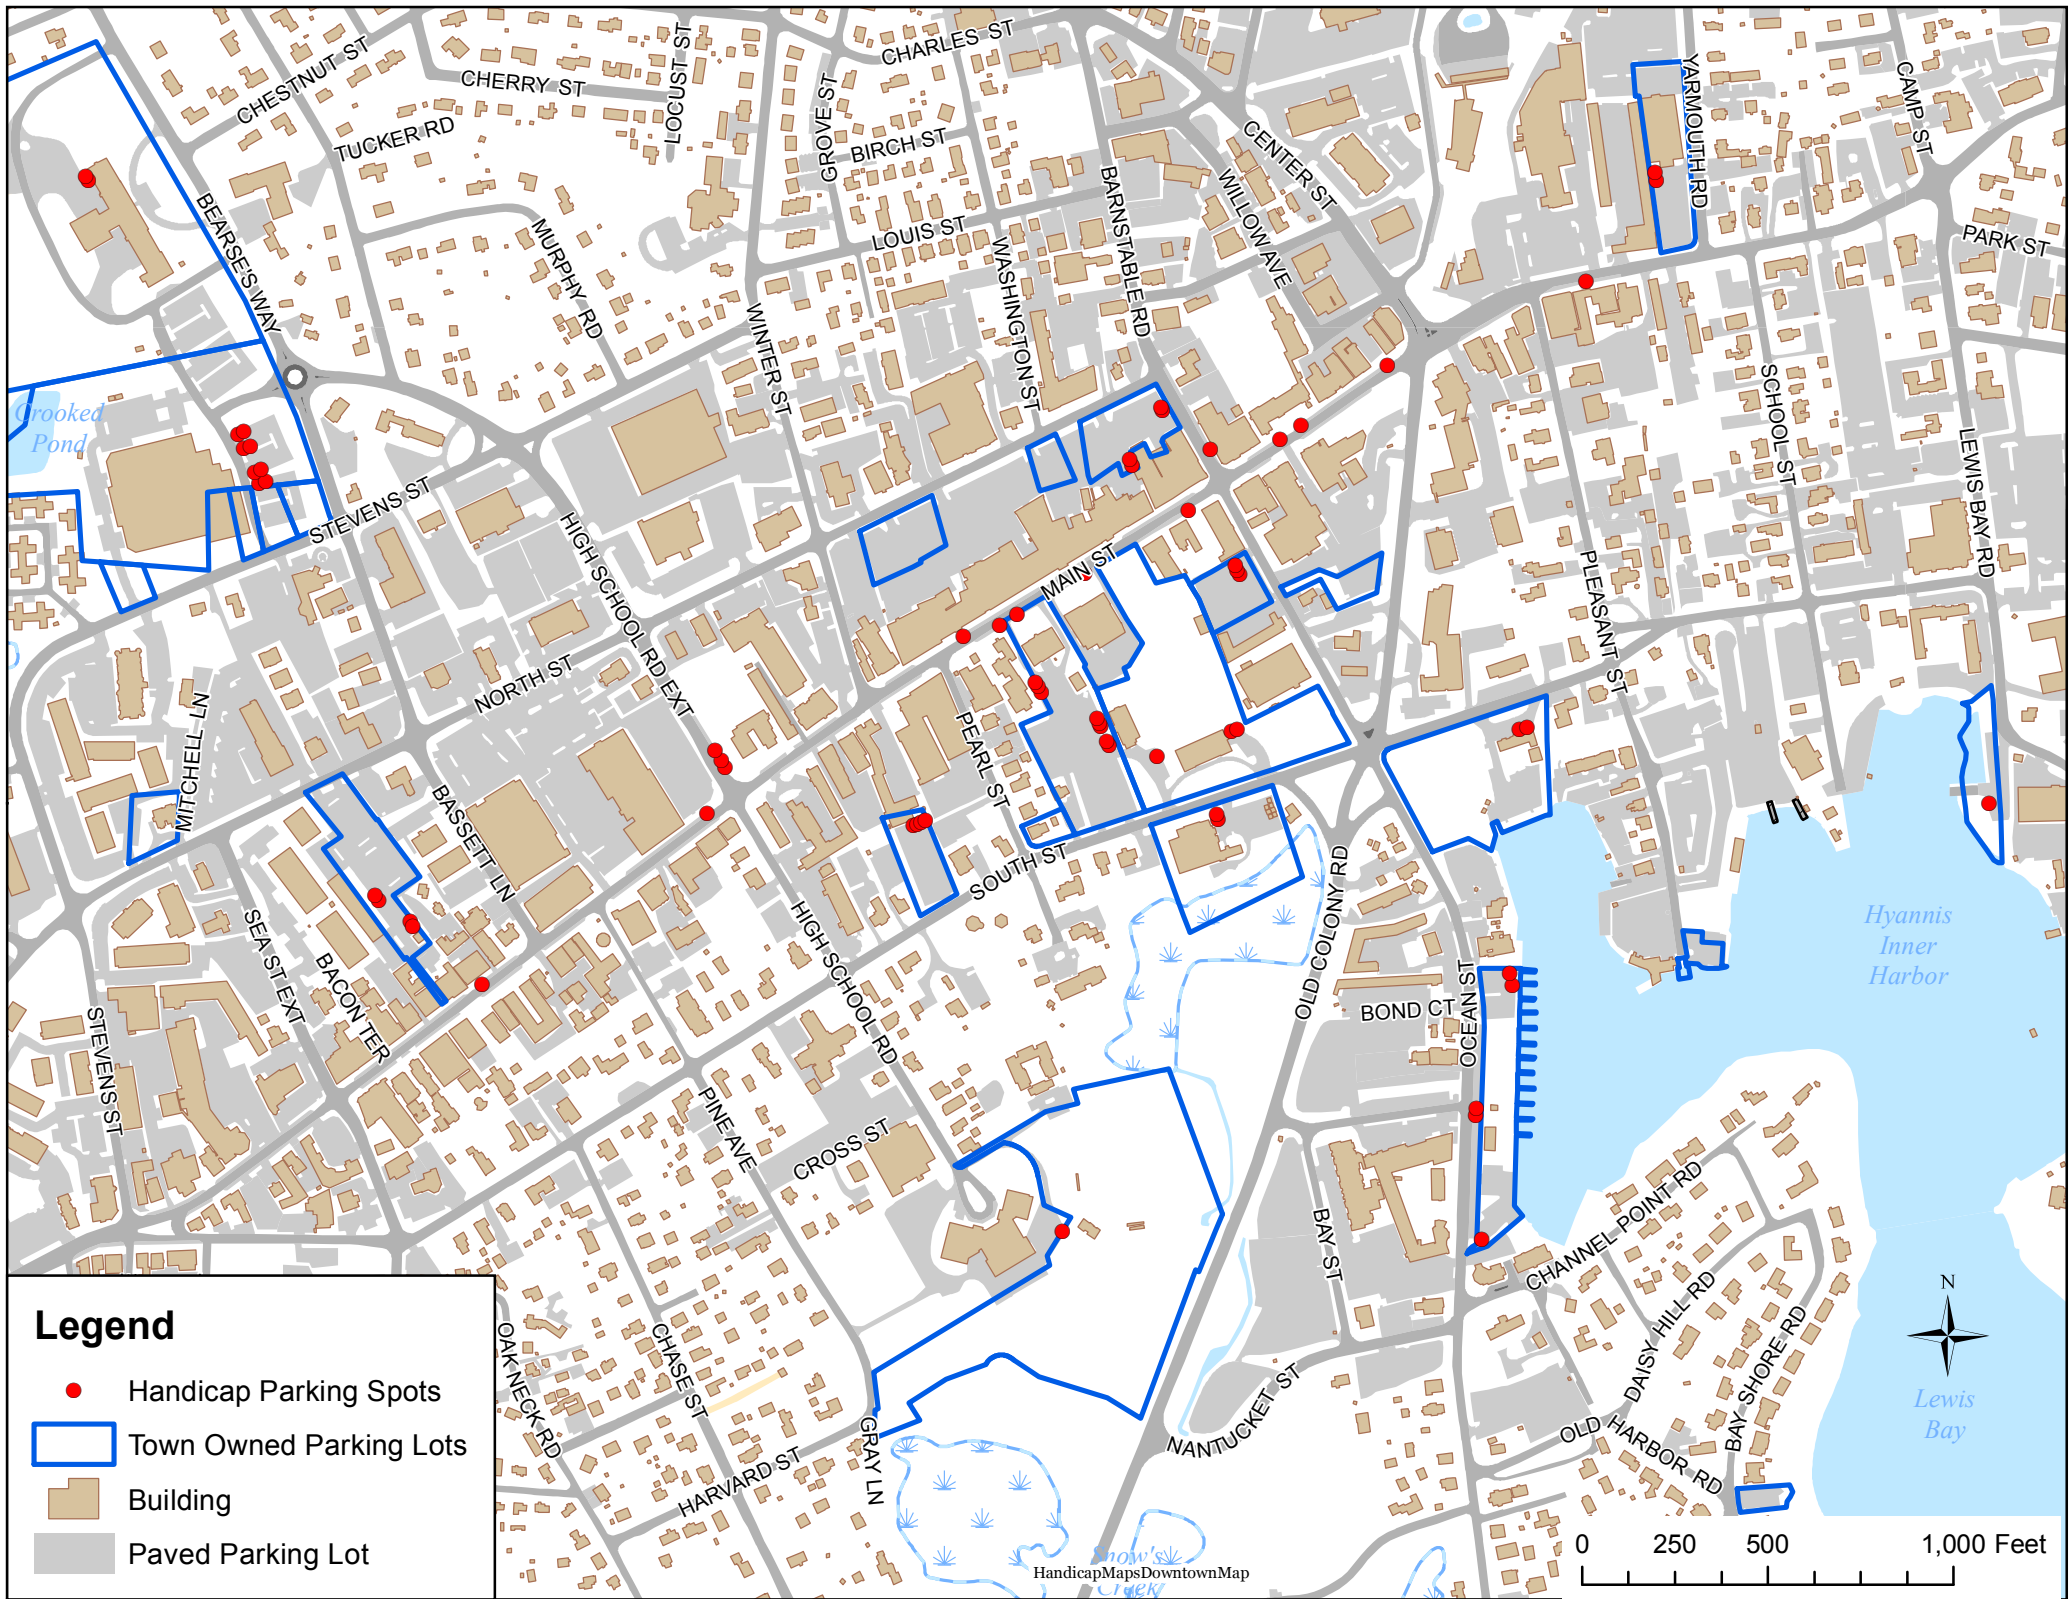 CHESTNUT ST
CHERRY ST
LOCUST ST
CHARLES ST
GROVE ST
TUCKER RD
BIRCH ST
CENTER ST
YARMOUTH RD
CAMP ST
BEARSE'S WAY
MURPHY RD
LOUIS ST
WASHINGTON ST
BARNSTABLE RD
WILLOW AVE
PARK ST
WINTER ST
Crooked
Pond
SCHOOL ST
LEWIS BAY RD
STEVENS ST
HIGH SCHOOL RD EXT
MAIN ST
PLEASANT ST
NORTH ST
MITCHELL LN
PEARL ST
BASSETT LN
SOUTH ST
SEA ST EXT
BACON TER
HIGH SCHOOL RD
OLD COLONY RD
Hyannis
Inner
Harbor
OCEAN ST
BOND CT
STEVENS ST
PINE AVE
CROSS ST
BAY ST
CHANNEL POINT RD
DAISY HILL RD
BAY SHORE RD
N
Lewis
Bay
OAK NECK RD
CHASE ST
HARVARD ST
GRAY LN
NANTUCKET ST
OLD HARBOR RD
Snow's
Creek
HandicapMapsDowntownMap
Legend
Handicap Parking Spots
Town Owned Parking Lots
Building
Paved Parking Lot
0 250 500 1,000 Feet